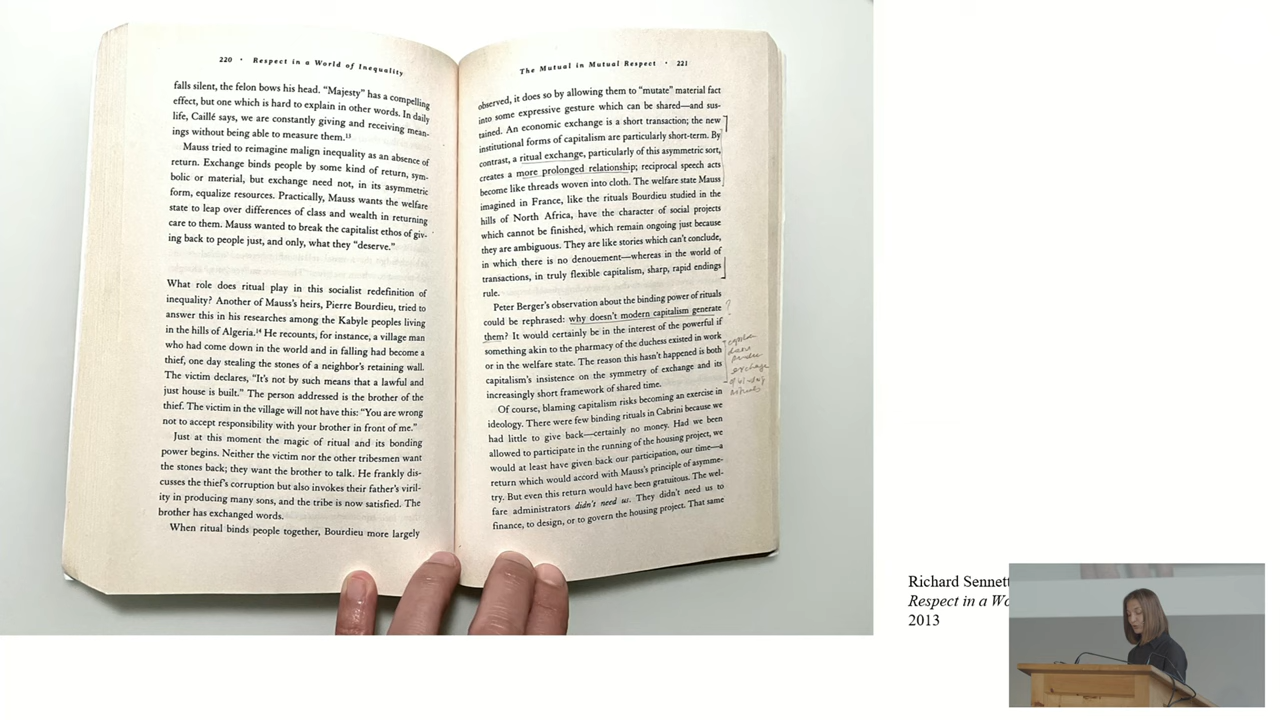 220 • Respect in a World of Inequality
falls silent, the felon bows his head. “Majesty” has a compelling
effect, but one which is hard to explain in other words. In daily
life, Caillé says, we are constantly giving and receiving mean-
ings without being able to measure them.13
Mauss tried to reimagine malign inequality as an absence of
return. Exchange binds people by some kind of return, sym-
bolic or material, but exchange need not, in its asymmetric
form, equalize resources. Practically, Mauss wants the welfare
state to leap over differences of class and wealth in returning
care to them. Mauss wanted to break the capitalist ethos of giv-
ing back to people just, and only, what they “deserve.”
What role does ritual play in this socialist redefinition of
inequality? Another of Mauss’s heirs, Pierre Bourdieu, tried to
answer this in his researches among the Kabyle peoples living
in the hills of Algeria.14 He recounts, for instance, a village man
who had come down in the world and in falling had become a
thief, one day stealing the stones of a neighbor’s retaining wall.
The victim declares, “It’s not by such means that a lawful and
just house is built.” The person addressed is the brother of the
thief. The victim in the village will not have this: “You are wrong
not to accept responsibility with your brother in front of me.”
Just at this moment the magic of ritual and its bonding
power begins. Neither the victim nor the other tribesmen want
the stones back; they want the brother to talk. He frankly dis-
cusses the thief’s corruption but also invokes their father’s viril-
ity in producing many sons, and the tribe is now satisfied. The
brother has exchanged words.
When ritual binds people together, Bourdieu more largely
The Mutual in Mutual Respect • 221
observed, it does so by allowing them to “mutate” material fact
into some expressive gesture which can be shared—and sus-
tained. An economic exchange is a short transaction; the new
institutional forms of capitalism are particularly short-term. By
contrast, a ritual exchange, particularly of this asymmetric sort,
creates a more prolonged relationship; reciprocal speech acts
become like threads woven into cloth. The welfare state Mauss
imagined in France, like the rituals Bourdieu studied in the
hills of North Africa, have the character of social projects
which cannot be finished, which remain ongoing just because
they are ambiguous. They are like stories which can’t conclude,
in which there is no denouement—whereas in the world of
transactions, in truly flexible capitalism, sharp, rapid endings
rule.
Peter Berger’s observation about the binding power of rituals
could be rephrased: why doesn’t modern capitalism generate
them? It would certainly be in the interest of the powerful if
something akin to the pharmacy of the duchess existed in work
or in the welfare state. The reason this hasn’t happened is both
capitalism’s insistence on the symmetry of exchange and its
increasingly short framework of shared time.
Of course, blaming capitalism risks becoming an exercise in
ideology. There were few binding rituals in Cabrini because we
had little to give back—certainly no money. Had we been
allowed to participate in the running of the housing project, we
would at least have given back our participation, our time—a
return which would accord with Mauss’s principle of asymme-
try. But even this return would have been gratuitous. The wel-
fare administrators didn’t need us. They didn’t need us to
finance, to design, or to govern the housing project. That same
?
exchange
rituals
Richard Sennett
Respect in a Wo
2013